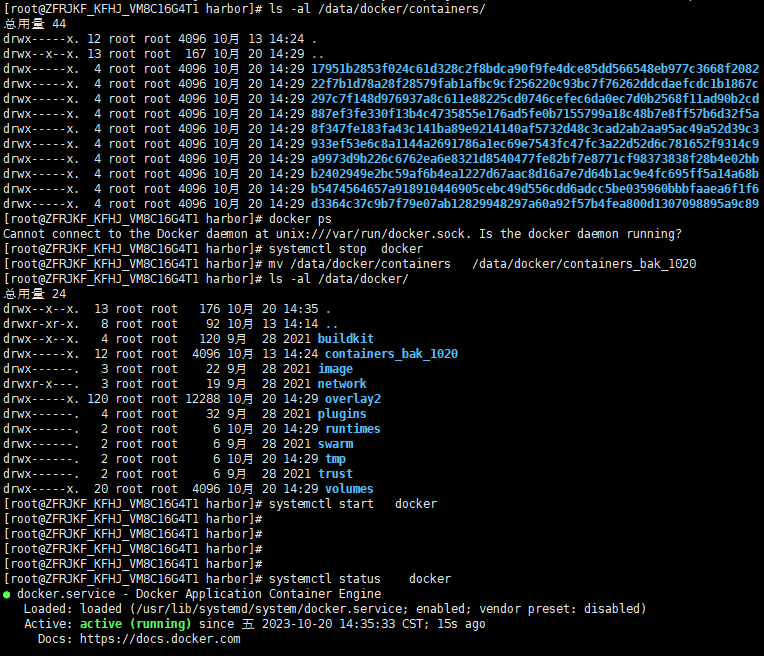 [root@ZFRJKF_KFHJ_VM8C16G4T1 harbor]# ls -al /data/docker/containers/
总用量 44
drwx-----x. 12 root root 4096 10月 13 14:24 .
drwx--x--x. 13 root root  167 10月 20 14:29 ..
drwx-----x.  4 root root 4096 10月 20 14:29 17951b2853f024c61d328c2f8bdca90f9fe4dce85dd566548eb977c3668f2082
drwx-----x.  4 root root 4096 10月 20 14:29 22f7b1d78a28f28579fab1afbc9cf256220c93bc7f76262ddcdaefcdc1b1867c
drwx-----x.  4 root root 4096 10月 20 14:29 297c7f148d976937a8c611e88225cd0746cefec6da0ec7d0b2568f11ad90b2cd
drwx-----x.  4 root root 4096 10月 20 14:29 887ef3fe330f13b4c4735855e176ad5fe0b7155799a18c48b7e8ff57b6d32f5a
drwx-----x.  4 root root 4096 10月 20 14:29 8f347fe183fa43c141ba89e9214140af5732d48c3cad2ab2aa95ac49a52d39c3
drwx-----x.  4 root root 4096 10月 20 14:29 933ef53e6c8a1144a2691786a1ec69e7543fc47fc3a22d52d6c781652f9314c9
drwx-----x.  4 root root 4096 10月 20 14:29 a9973d9b226c6762ea6e8321d8540477fe82bf7e8771cf98373838f28b4e02bb
drwx-----x.  4 root root 4096 10月 20 14:29 b2402949e2bc59af6b4ea1227d67aac8d16a7e7d64b1ac9e4fc695ff5a14a68b
drwx-----x.  4 root root 4096 10月 20 14:29 b5474564657a918910446905cebc49d556cdd6adcc5be035960bbbfaaea6f1f6
drwx-----x.  4 root root 4096 10月 20 14:29 d3364c37c9b7f79e07ab12829948297a60a92f57b4fea800d1307098895a9c89
[root@ZFRJKF_KFHJ_VM8C16G4T1 harbor]# docker ps
Cannot connect to the Docker daemon at unix:///var/run/docker.sock. Is the docker daemon running?
[root@ZFRJKF_KFHJ_VM8C16G4T1 harbor]# systemctl stop  docker
[root@ZFRJKF_KFHJ_VM8C16G4T1 harbor]# mv /data/docker/containers   /data/docker/containers_bak_1020
[root@ZFRJKF_KFHJ_VM8C16G4T1 harbor]# ls -al /data/docker/
总用量 24
drwx--x--x.  13 root root   176 10月 20 14:35 .
drwxr-xr-x.   8 root root    92 10月 13 14:14 ..
drwx--x--x.   4 root root   120 9月  28 2021 buildkit
drwx-----x.  12 root root  4096 10月 13 14:24 containers_bak_1020
drwx------.   3 root root    22 9月  28 2021 image
drwxr-x---.   3 root root    19 9月  28 2021 network
drwx-----x. 120 root root 12288 10月 20 14:29 overlay2
drwx------.   4 root root    32 9月  28 2021 plugins
drwx------.   2 root root     6 10月 20 14:29 runtimes
drwx------.   2 root root     6 9月  28 2021 swarm
drwx------.   2 root root     6 10月 20 14:29 tmp
drwx------.   2 root root     6 9月  28 2021 trust
drwx-----x.  20 root root  4096 10月 20 14:29 volumes
[root@ZFRJKF_KFHJ_VM8C16G4T1 harbor]# systemctl start   docker
[root@ZFRJKF_KFHJ_VM8C16G4T1 harbor]#
[root@ZFRJKF_KFHJ_VM8C16G4T1 harbor]#
[root@ZFRJKF_KFHJ_VM8C16G4T1 harbor]#
[root@ZFRJKF_KFHJ_VM8C16G4T1 harbor]#
[root@ZFRJKF_KFHJ_VM8C16G4T1 harbor]# systemctl status    docker
● docker.service - Docker Application Container Engine
   Loaded: loaded (/usr/lib/systemd/system/docker.service; enabled; vendor preset: disabled)
   Active: active (running) since 五 2023-10-20 14:35:33 CST; 15s ago
     Docs: https://docs.docker.com